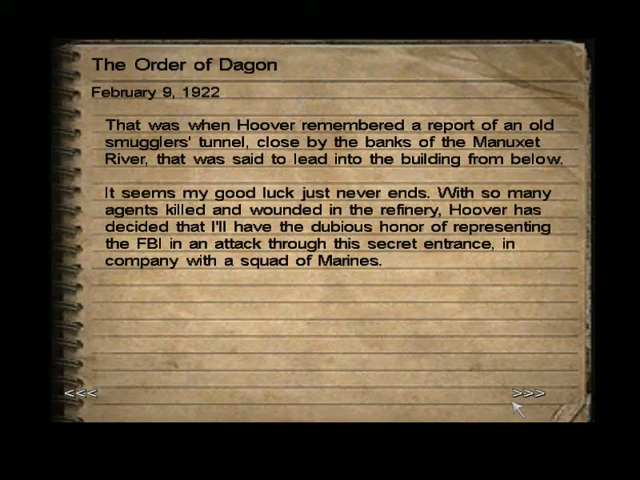 The Order of Dagon
February 9, 1922
That was when Hoover remembered a report of an old
smugglers' tunnel, close by the banks of the Manuxet
River, that was said to lead into the building from below.
It seems my good luck just never ends. With so many
agents killed and wounded in the refinery, Hoover has
decided that I'll have the dubious honor of representing
the FBI in an attack through this secret entrance, in
company with a squad of Marines.
<<< >>>